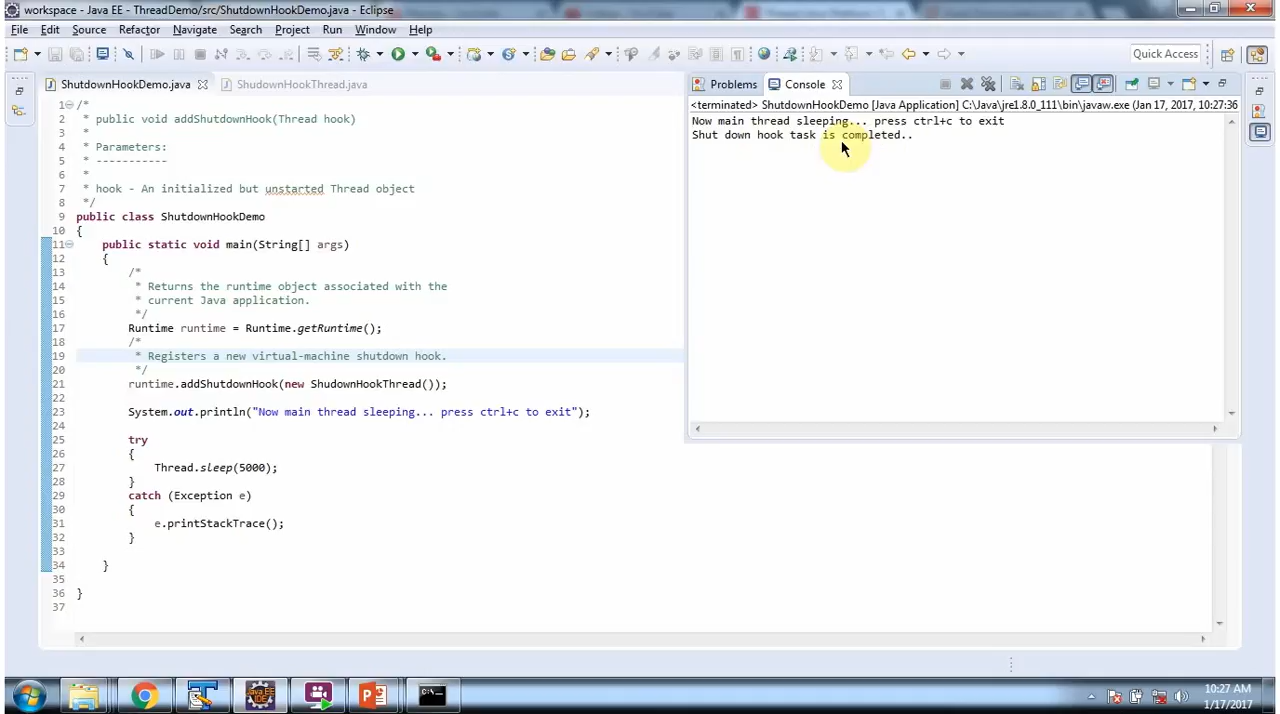 workspace - Java EE - ThreadDemo/src/ShutdownHookDemo.java - Eclipse
File Edit Source Refactor Navigate Search Project Run Window Help
Quick Access
ShutdownHookDemo.java ShudownHookThread.java
Problems Console
<terminated> ShutdownHookDemo [Java Application] C:\Java\jre1.8.0_111\bin\javaw.exe (Jan 17, 2017, 10:27:36
Now main thread sleeping... press ctrl+c to exit
Shut down hook task is completed..
1 /*
2 * public void addShutdownHook(Thread hook)
3 *
4 * Parameters:
5 * -----------
6 *
7 * hook - An initialized but unstarted Thread object
8 */
9 public class ShutdownHookDemo
10 {
11 public static void main(String[] args)
12 {
13 /*
14 * Returns the runtime object associated with the
15 * current Java application.
16 */
17 Runtime runtime = Runtime.getRuntime();
18 /*
19 * Registers a new virtual-machine shutdown hook.
20 */
21 runtime.addShutdownHook(new ShudownHookThread());
22
23 System.out.println("Now main thread sleeping... press ctrl+c to exit");
24
25 try
26 {
27 Thread.sleep(5000);
28 }
29 catch (Exception e)
30 {
31 e.printStackTrace();
32 }
33
34 }
35
36 }
37
Java EE
IDE
10:27 AM
1/17/2017